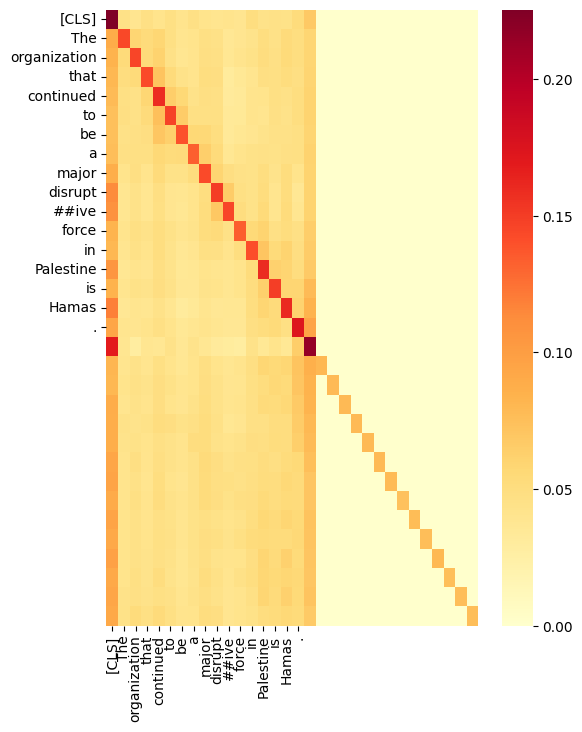 [CLS]
The
organization
that
continued
to
be
a
major
disrupt
##ive
force
in
Palestine
is
Hamas
.
0.20
0.15
0.10
0.05
0.00
[CLS]
The
organization
that
continued
to
be
a
major
disrupt
##ive
force
in
Palestine
is
Hamas
.